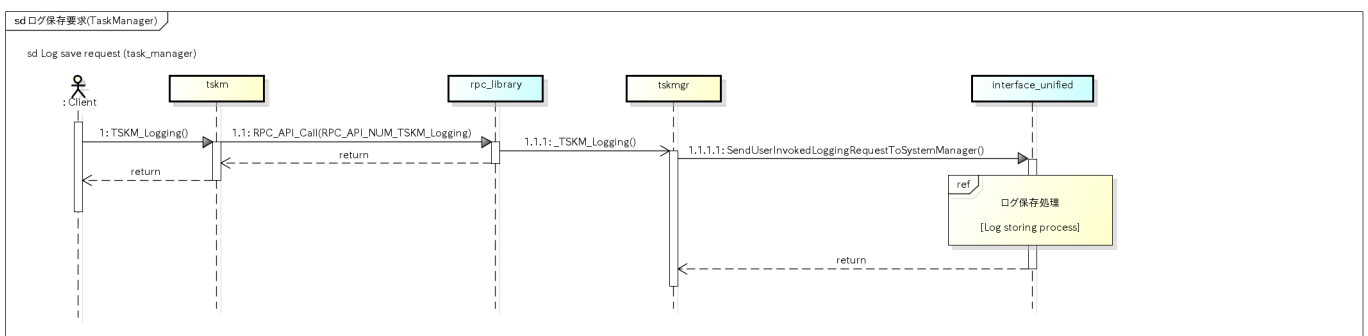 sd ログ保存要求(TaskManager)
sd Log save request (task_manager)
: Client
tskm
rpc_library
tskmgr
interface_unified
1: TSKM_Logging()
1.1: RPC_API_Call(RPC_API_NUM_TSKM_Logging)
1.1.1: _TSKM_Logging()
1.1.1.1: SendUserInvokedLoggingRequestToSystemManager()
return
return
ref
ログ保存処理
[Log storing process]
return